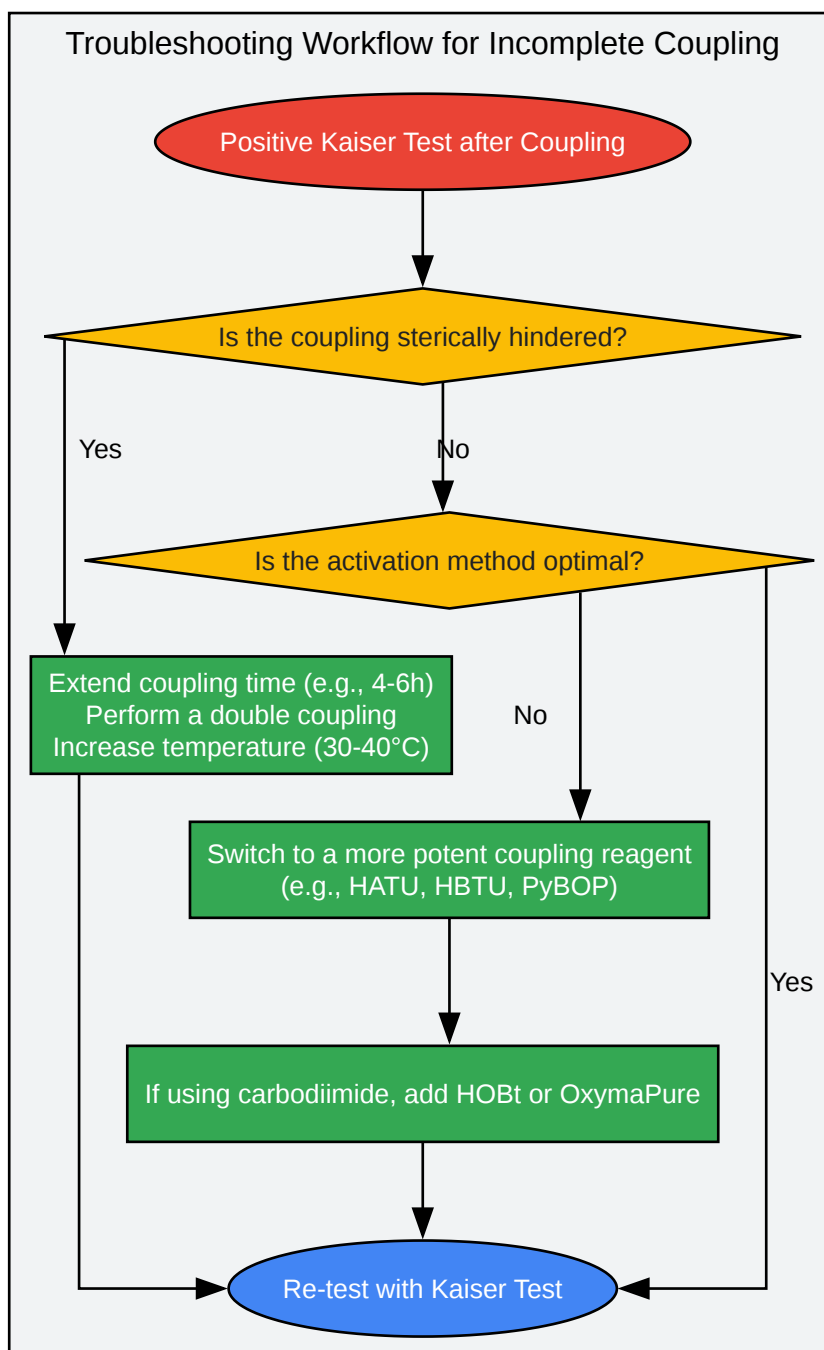 Troubleshooting Workflow for Incomplete Coupling
Positive Kaiser Test after Coupling
Is the coupling sterically hindered?
Yes
No
Is the activation method optimal?
Extend coupling time (e.g., 4-6h)
Perform a double coupling
Increase temperature (30-40°C)
No
Switch to a more potent coupling reagent
(e.g., HATU, HBTU, PyBOP)
Yes
If using carbodiimide, add HOBt or OxymaPure
Re-test with Kaiser Test